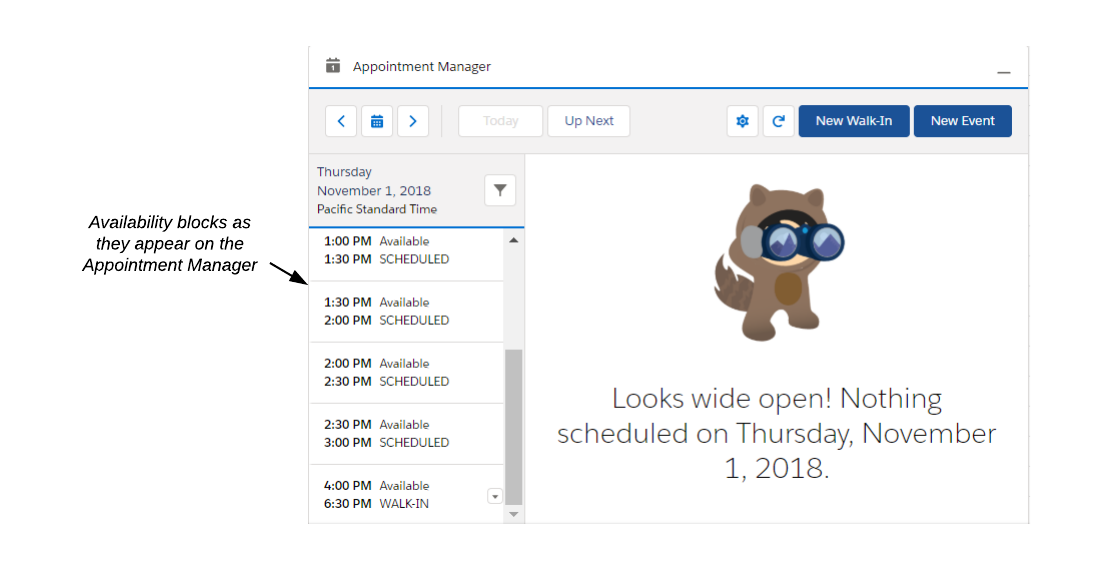 Appointment Manager
Today
Up Next
New Walk-In
New Event
Thursday
November 1, 2018
Pacific Standard Time
Availability blocks as
they appear on the
Appointment Manager
1:00 PM Available
1:30 PM SCHEDULED
1:30 PM Available
2:00 PM SCHEDULED
2:00 PM Available
2:30 PM SCHEDULED
2:30 PM Available
3:00 PM SCHEDULED
4:00 PM Available
6:30 PM WALK-IN
Looks wide open! Nothing
scheduled on Thursday, November
1, 2018.